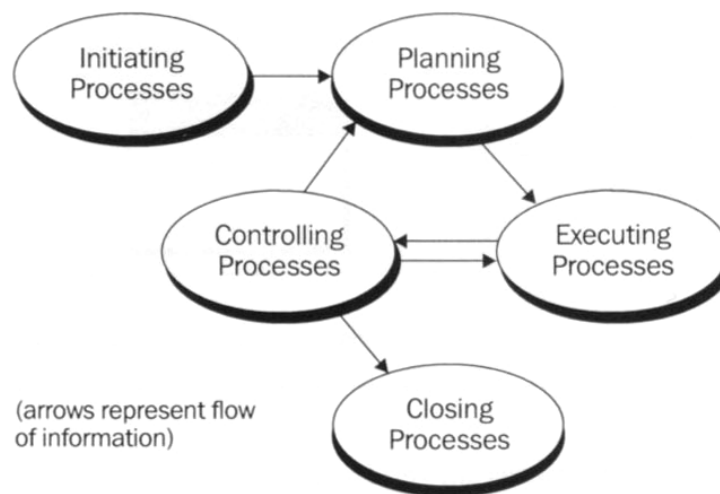 Initiating
Processes
Planning
Processes
Controlling
Processes
Executing
Processes
(arrows represent flow
of information)
Closing
Processes